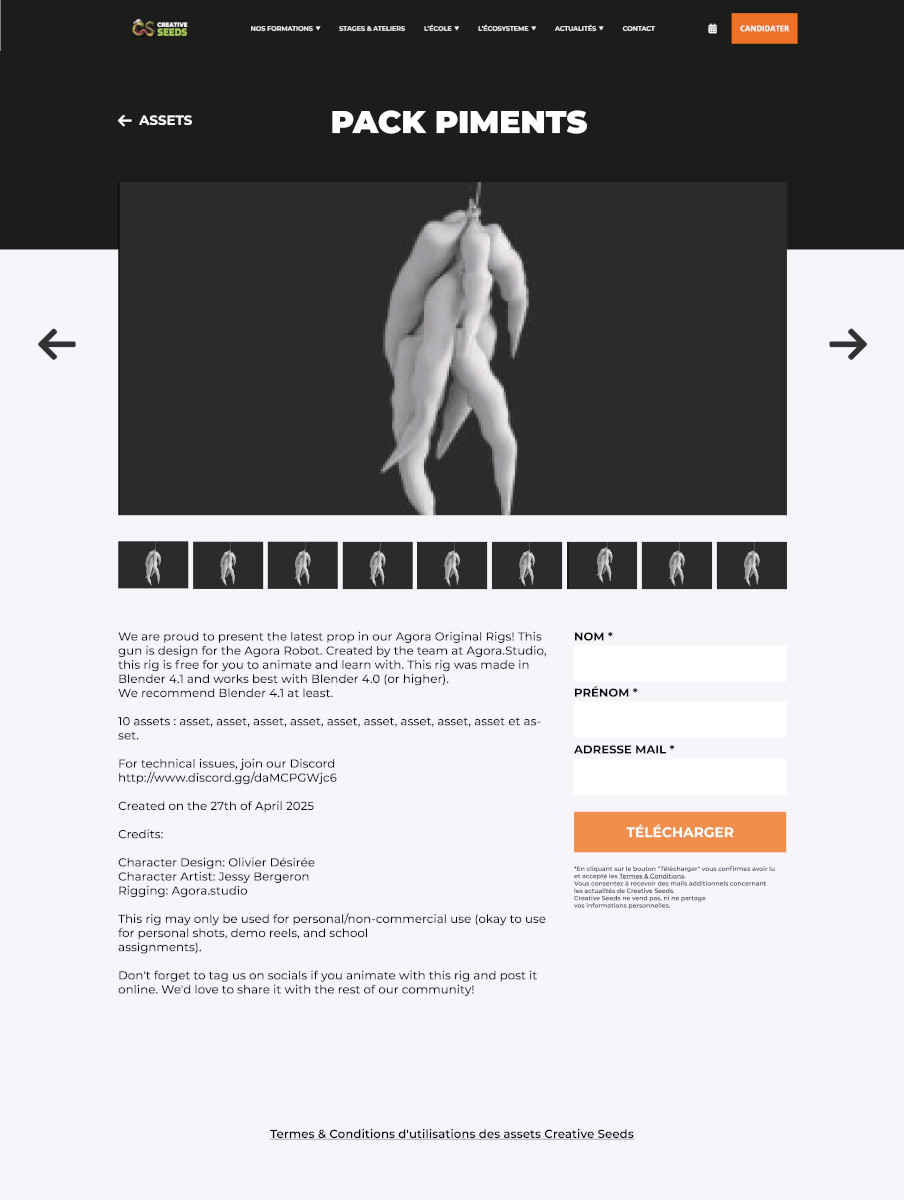 CREATIVE
SEEDS
NOS FORMATIONS ▼ STAGES & ATELIERS L'ÉCOLE ▼ L'ÉCOSYSTEME ▼ ACTUALITÉS ▼ CONTACT CANDIDATER
← ASSETS
PACK PIMENTS
We are proud to present the latest prop in our Agora Original Rigs! This
gun is design for the Agora Robot. Created by the team at Agora.Studio,
this rig is free for you to animate and learn with. This rig was made in
Blender 4.1 and works best with Blender 4.0 (or higher).
We recommend Blender 4.1 at least.
10 assets : asset, asset, asset, asset, asset, asset, asset, asset, asset et as-
set.
For technical issues, join our Discord
http://www.discord.gg/daMCPGWjc6
Created on the 27th of April 2025
Credits:
Character Design: Olivier Désirée
Character Artist: Jessy Bergeron
Rigging: Agora.studio
This rig may only be used for personal/non-commercial use (okay to use
for personal shots, demo reels, and school
assignments).
Don't forget to tag us on socials if you animate with this rig and post it
online. We'd love to share it with the rest of our community!
NOM *
PRÉNOM *
ADRESSE MAIL *
TÉLÉCHARGER
*En cliquant sur le bouton "Télécharger" vous confirmez avoir lu
et accepté les Termes & Conditions.
Vous consentez à recevoir des mails additionnels concernant
les actualités de Creative Seeds.
Creative Seeds ne vend pas, ni ne partage
vos informations personnelles.
Termes & Conditions d'utilisations des assets Creative Seeds